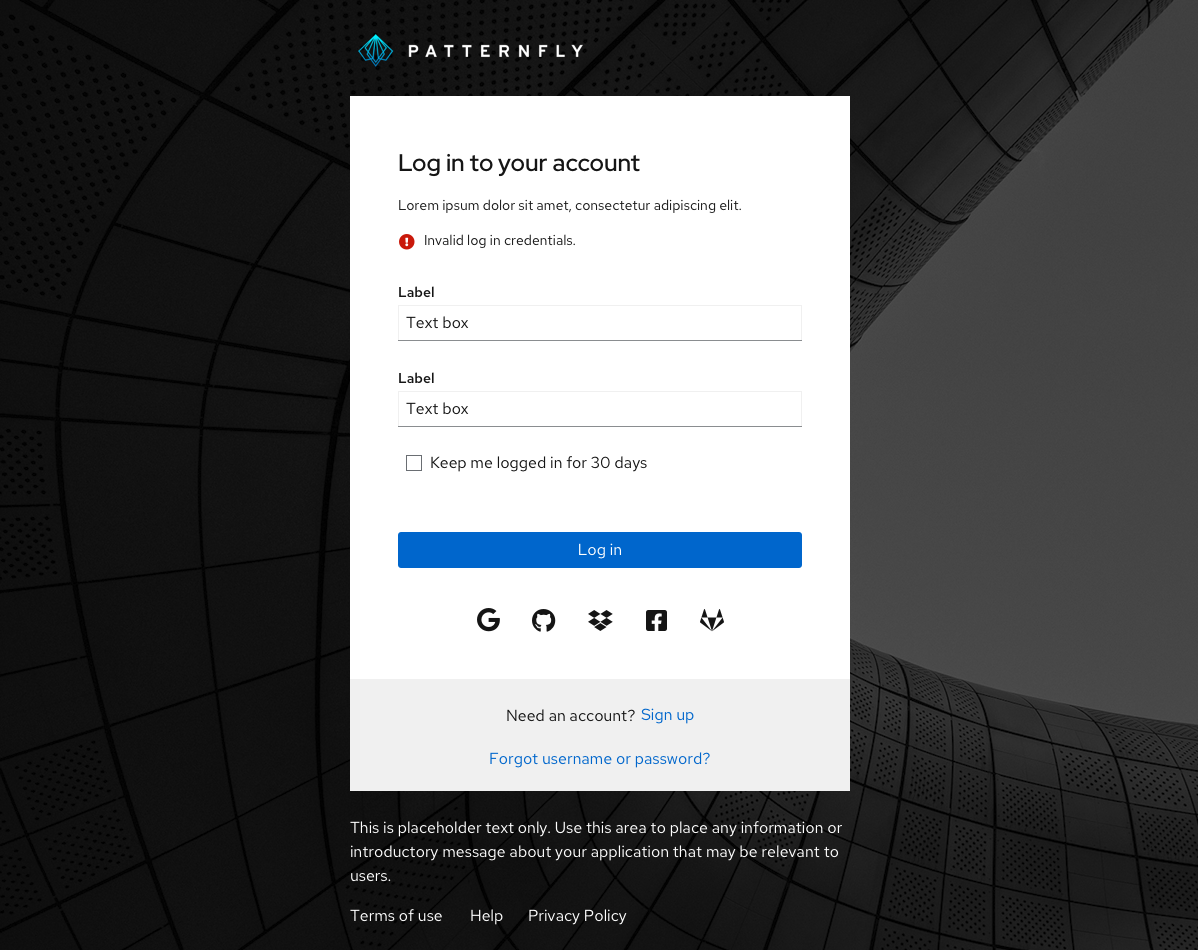 PATTERNFLY
Log in to your account
Lorem ipsum dolor sit amet, consectetur adipiscing elit.
Invalid log in credentials.
Label
Text box
Label
Text box
Keep me logged in for 30 days
Log in
Need an account? Sign up
Forgot username or password?
This is placeholder text only. Use this area to place any information or
introductory message about your application that may be relevant to
users.
Terms of use Help Privacy Policy